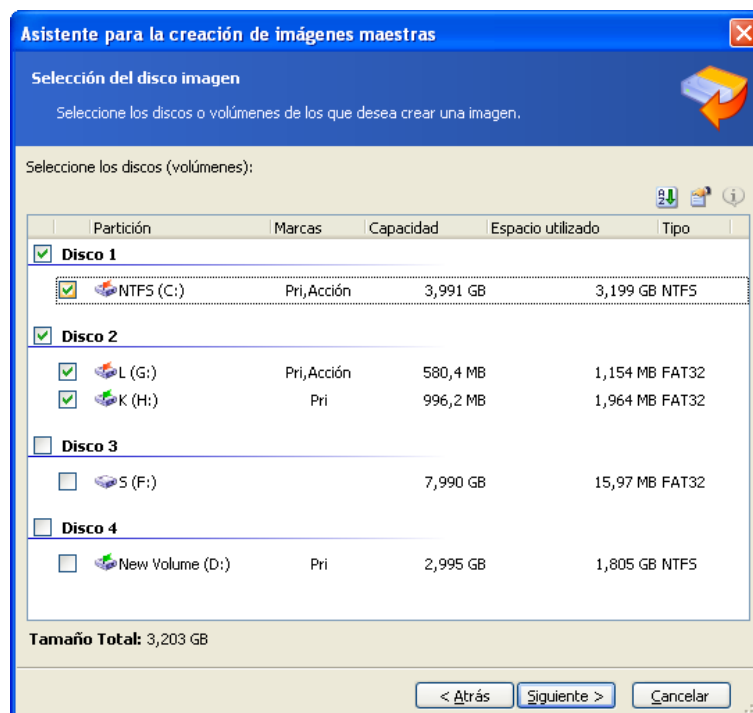 Asistente para la creación de imágenes maestras
Selección del disco imagen
Seleccione los discos o volúmenes de los que desea crear una imagen.
Seleccione los discos (volúmenes):
Partición Marcas Capacidad Espacio utilizado Tipo
Disco 1
NTFS (C:) Pri,Acción 3,991 GB 3,199 GB NTFS
Disco 2
L (G:) Pri,Acción 580,4 MB 1,154 MB FAT32
K (H:) Pri 996,2 MB 1,964 MB FAT32
Disco 3
S (F:) 7,990 GB 15,97 MB FAT32
Disco 4
New Volume (D:) Pri 2,995 GB 1,805 GB NTFS
Tamaño Total: 3,203 GB
< Atrás Siguiente > Cancelar